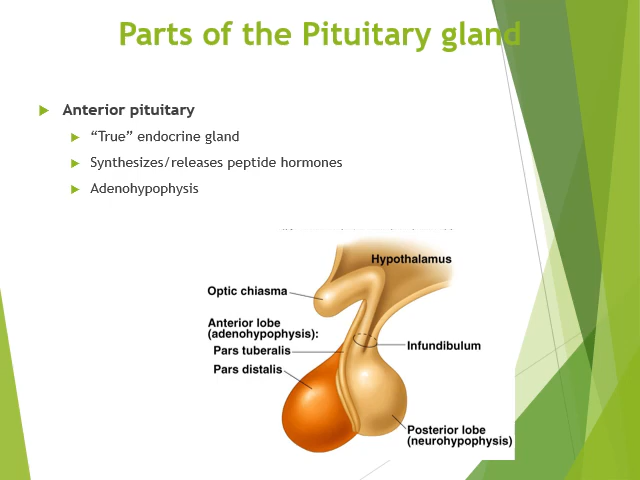 Parts of the Pituitary gland
Anterior pituitary
“True” endocrine gland
Synthesizes/releases peptide hormones
Adenohypophysis
Hypothalamus
Optic chiasma
Anterior lobe
(adenohypophysis):
Pars tuberalis
Infundibulum
Pars distalis
Posterior lobe
(neurohypophysis)